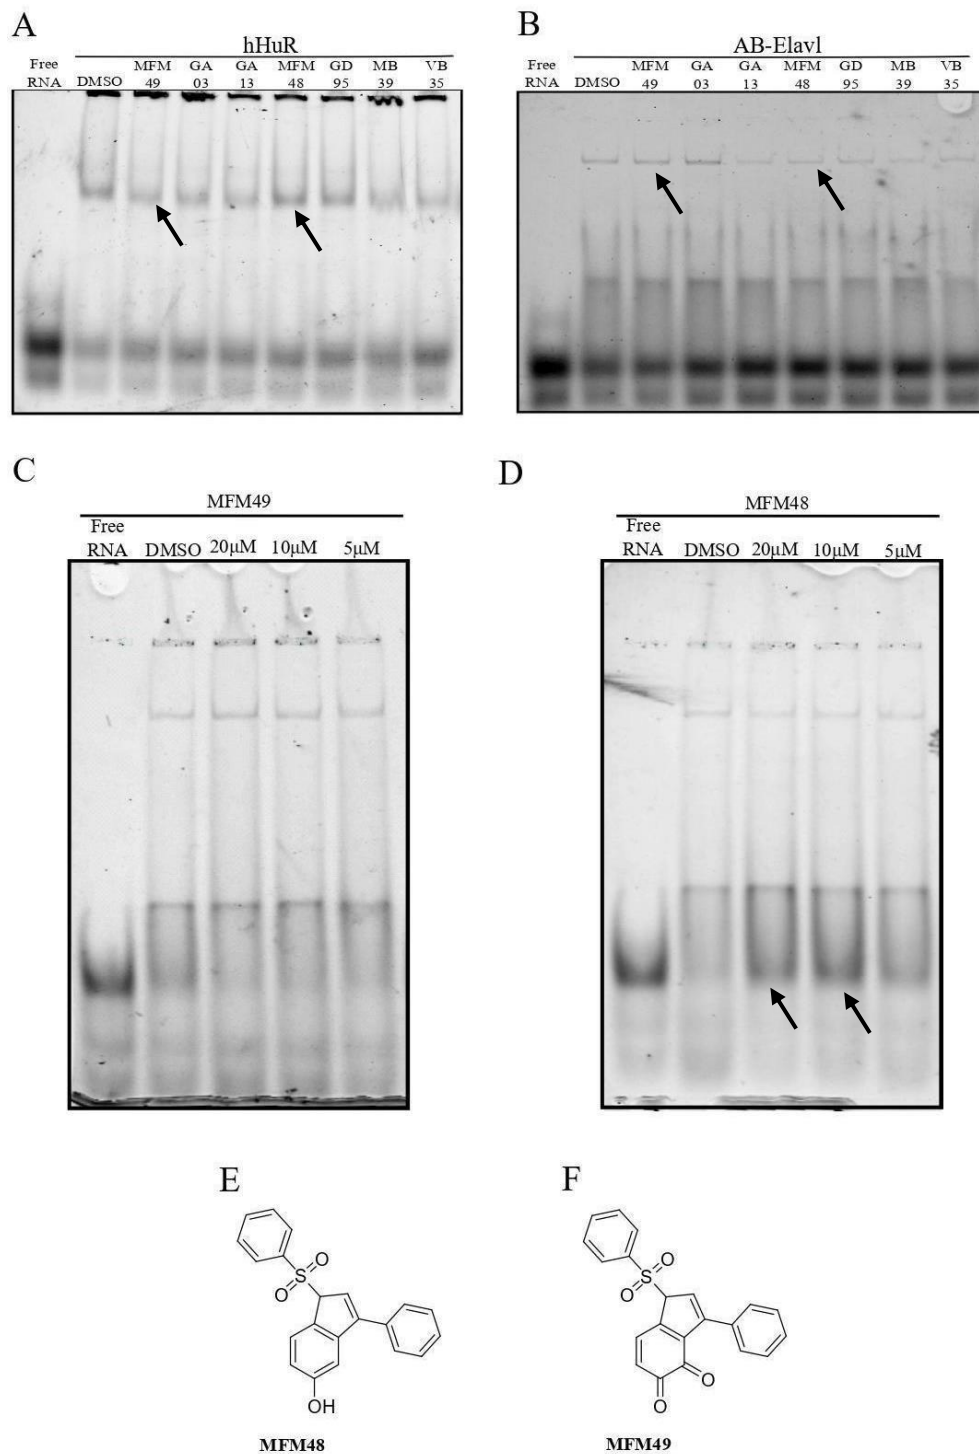 A
hHuR
Free RNA DMSO MFM 49 GA 03 GA 13 MFM 48 GD 95 MB 39 VB 35
B
AB-Elavl
Free RNA DMSO MFM 49 GA 03 GA 13 MFM 48 GD 95 MB 39 VB 35
C
MFM49
Free RNA DMSO 20μM 10μM 5μM
D
MFM48
Free RNA DMSO 20μM 10μM 5μM
E
O
S
O
OH
MFM48
F
O
S
O
O
O
MFM49